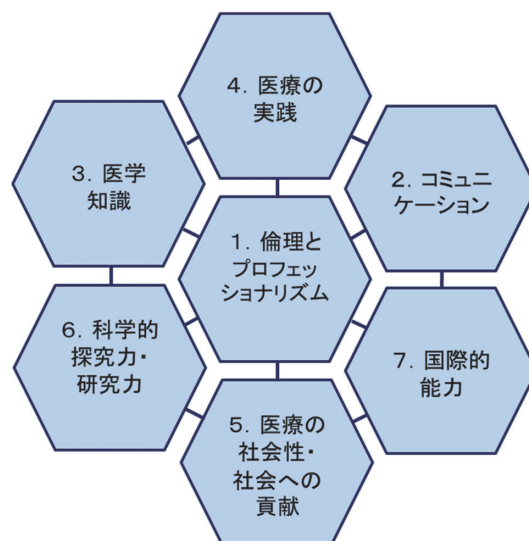 4．医療の
実践
3．医学
知識
2．コミュニ
ケーション
1．倫理と
プロフェッ
ショナリズム
6．科学的
探究力・
研究力
7．国際的
能力
5．医療の
社会性・
社会への
貢献